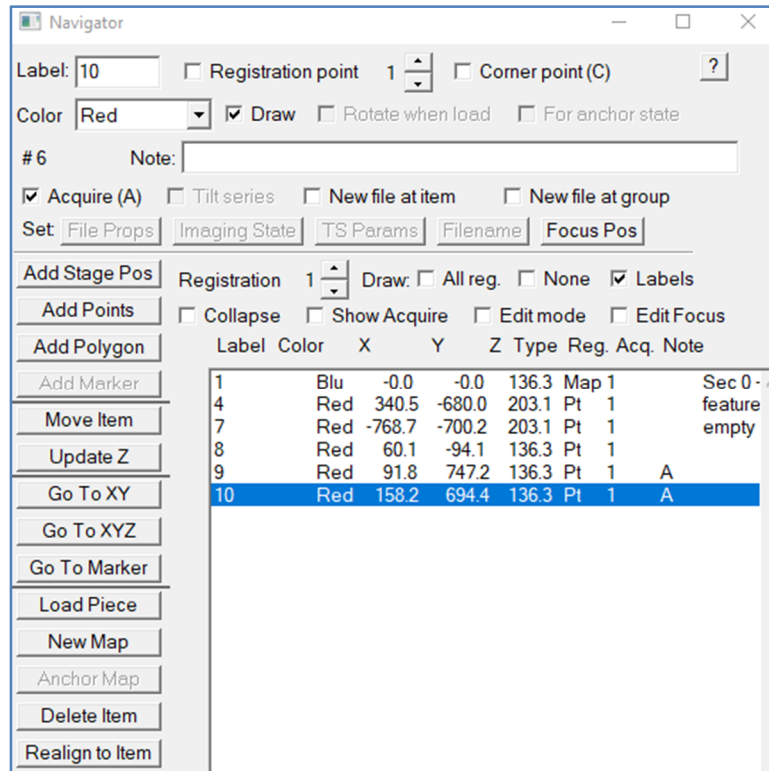 Navigator
Label: 10 Registration point 1 Corner point (C) ?
Color Red Draw Rotate when load For anchor state
# 6 Note:
Acquire (A) Tilt series New file at item New file at group
Set: File Props Imaging State TS Params Filename Focus Pos
Add Stage Pos Registration 1 Draw: All reg. None Labels
Add Points Collapse Show Acquire Edit mode Edit Focus
Add Polygon Label Color X Y Z Type Reg. Acq. Note
Add Marker 1 Blu -0.0 -0.0 136.3 Map 1 Sec 0 -
4 Red 340.5 -680.0 203.1 Pt 1 feature
Move Item 7 Red -768.7 -700.2 203.1 Pt 1 empty
Update Z 8 Red 60.1 -94.1 136.3 Pt 1
9 Red 91.8 747.2 136.3 Pt 1 A
Go To XY 10 Red 158.2 694.4 136.3 Pt 1 A
Go To XYZ
Go To Marker
Load Piece
New Map
Anchor Map
Delete Item
Realign to Item